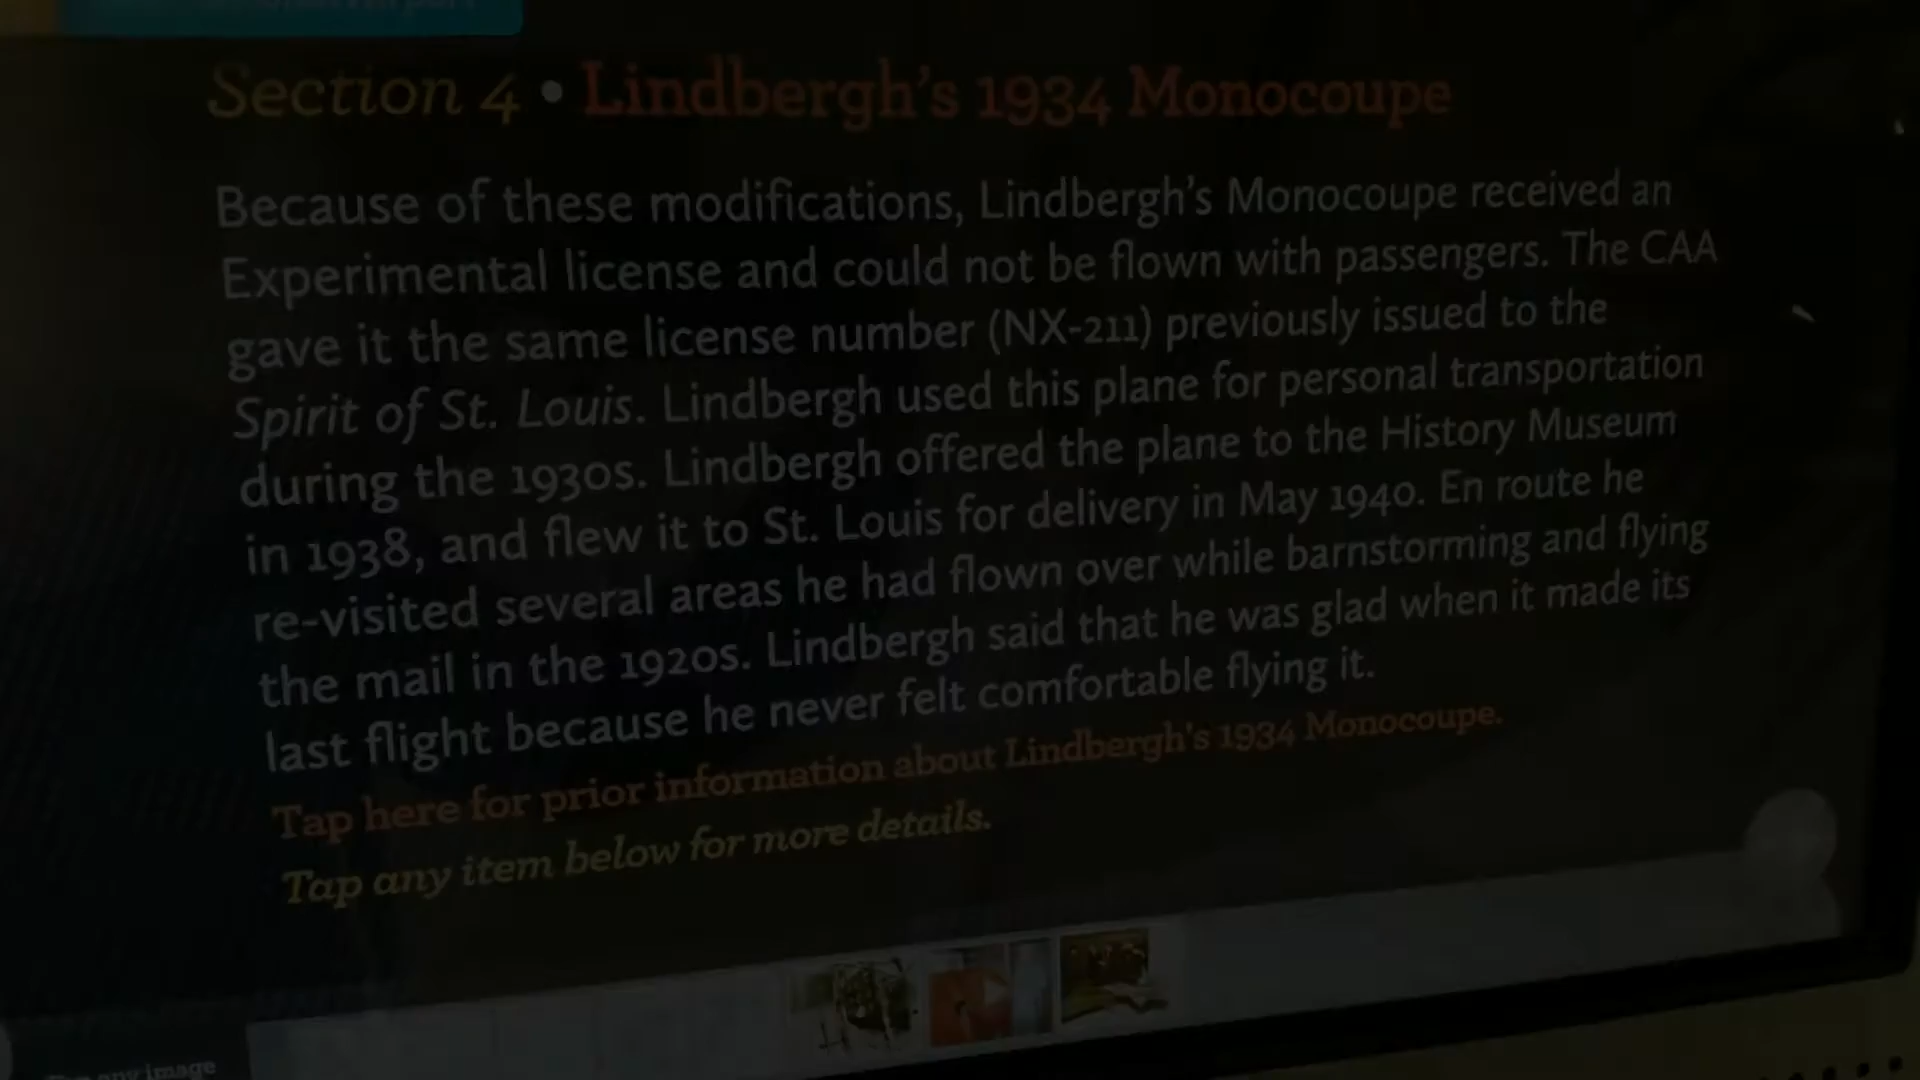 Section 4 • Lindbergh's 1934 Monocoupe
Because of these modifications, Lindbergh's Monocoupe received an
Experimental license and could not be flown with passengers. The CAA
gave it the same license number (NX-211) previously issued to the
Spirit of St. Louis. Lindbergh used this plane for personal transportation
during the 1930s. Lindbergh offered the plane to the History Museum
in 1938, and flew it to St. Louis for delivery in May 1940. En route he
re-visited several areas he had flown over while barnstorming and flying
the mail in the 1920s. Lindbergh said that he was glad when it made its
last flight because he never felt comfortable flying it.
Tap here for prior information about Lindbergh's 1934 Monocoupe.
Tap any item below for more details.
any image